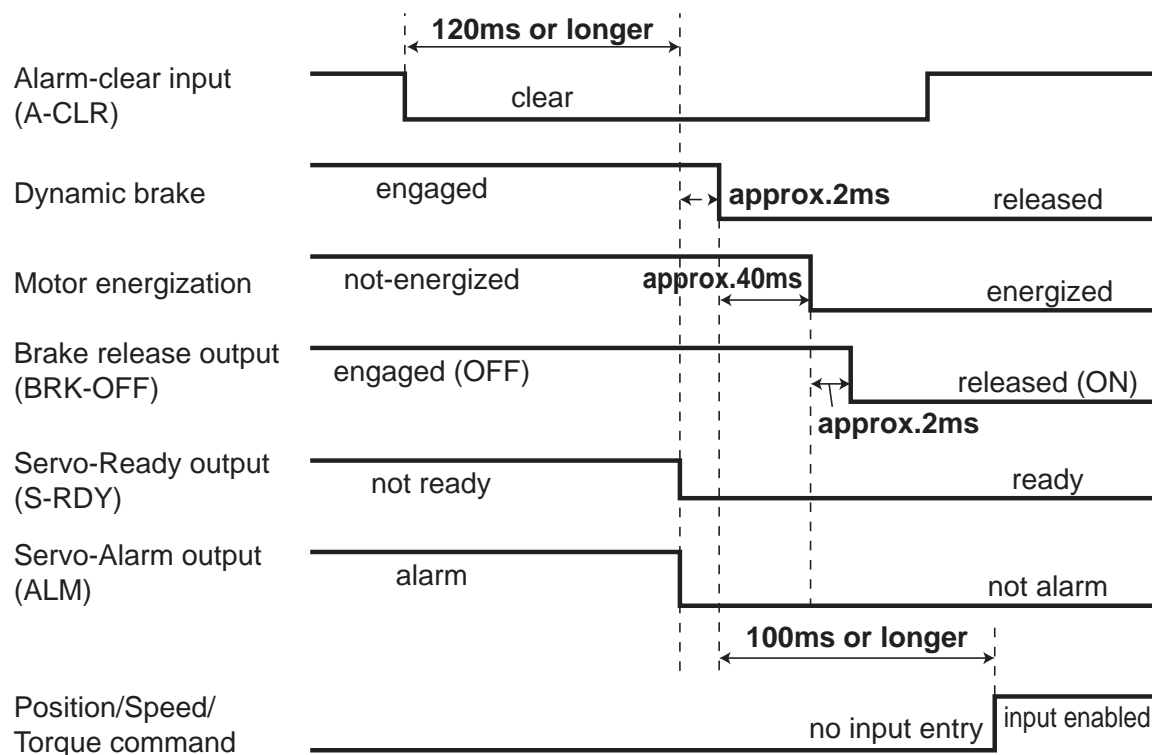 120ms or longer
Alarm-clear input
(A-CLR)
clear
Dynamic brake
engaged
approx.2ms
released
Motor energization
not-energized
approx.40ms
energized
Brake release output
(BRK-OFF)
engaged (OFF)
released (ON)
approx.2ms
Servo-Ready output
(S-RDY)
not ready
ready
Servo-Alarm output
(ALM)
alarm
not alarm
100ms or longer
Position/Speed/
Torque command
no input entry
input enabled